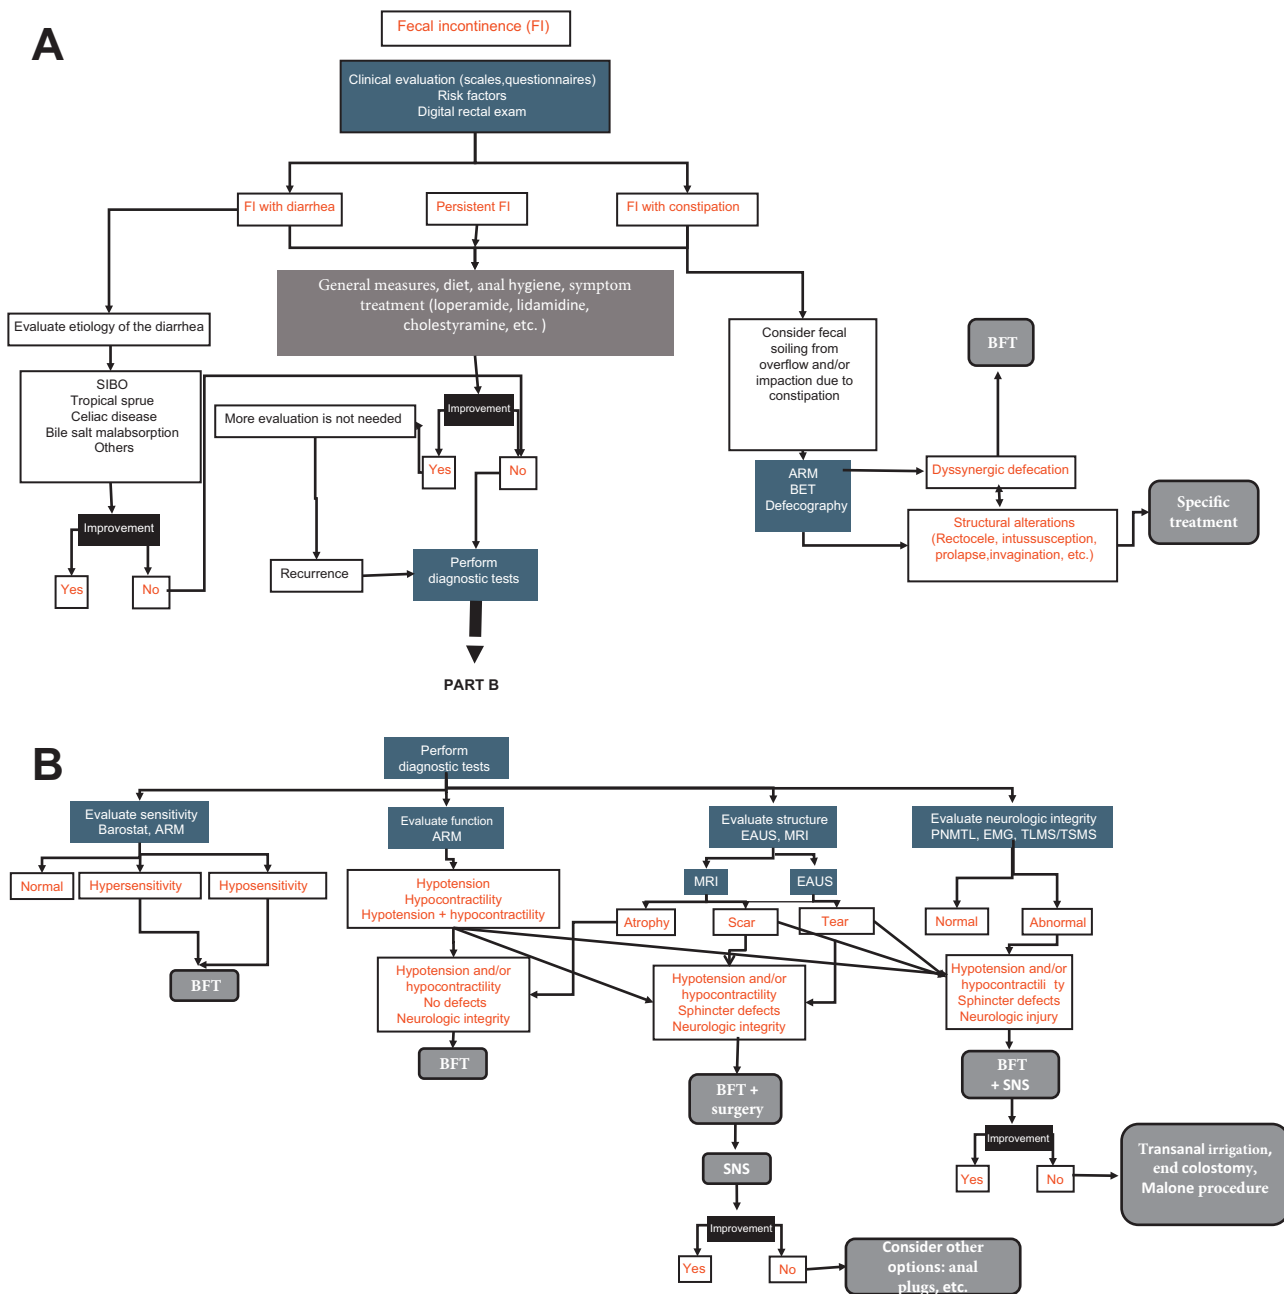 A
Fecal incontinence (FI)
Clinical evaluation (scales,questionnaires)
Risk factors
Digital rectal exam
FI with diarrhea
Persistent FI
FI with constipation
General measures, diet, anal hygiene, symptom
treatment (loperamide, lidamidine,
cholestyramine, etc. )
Evaluate etiology of the diarrhea
Consider fecal
soiling from
overflow and/or
impaction due to
constipation
BFT
SIBO
Tropical sprue
Celiac disease
Bile salt malabsorption
Others
More evaluation is not needed
Improvement
Yes
No
ARM
BET
Defecography
Dyssynergic defecation
Specific
treatment
Structural alterations
(Rectocele, intussusception,
prolapse,invagination, etc.)
Improvement
Yes
No
Recurrence
Perform
diagnostic tests
PART B
B
Perform
diagnostic tests
Evaluate sensitivity
Barostat, ARM
Evaluate function
ARM
Evaluate structure
EAUS, MRI
Evaluate neurologic integrity
PNMTL, EMG, TLMS/TSMS
Normal
Hypersensitivity
Hyposensitivity
Hypotension
Hypocontractility
Hypotension + hypocontractility
MRI
EAUS
Atrophy
Scar
Tear
Normal
Abnormal
BFT
Hypotension and/or
hypocontractility
No defects
Neurologic integrity
Hypotension and/or
hypocontractility
Sphincter defects
Neurologic integrity
Hypotension and/or
hypocontractili ty
Sphincter defects
Neurologic injury
BFT
BFT +
surgery
BFT
+ SNS
SNS
Improvement
Yes
No
Transanal irrigation,
end colostomy,
Malone procedure
Improvement
Yes
No
Consider other
options: anal
plugs, etc.